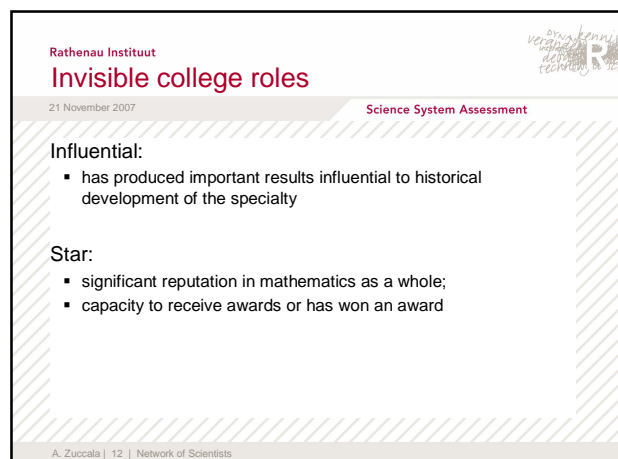 Rathenau Instituut
Invisible college roles
21 November 2007
Science System Assessment
Influential:
▪ has produced important results influential to historical
development of the specialty
Star:
▪ significant reputation in mathematics as a whole;
▪ capacity to receive awards or has won an award
A. Zuccala | 12 | Network of Scientists